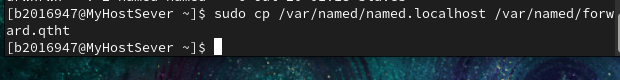 [b2016947@MyHostSever ~]$ sudo cp /var/named/named.localhost /var/named/forw
ard.qtht
[b2016947@MyHostSever ~]$